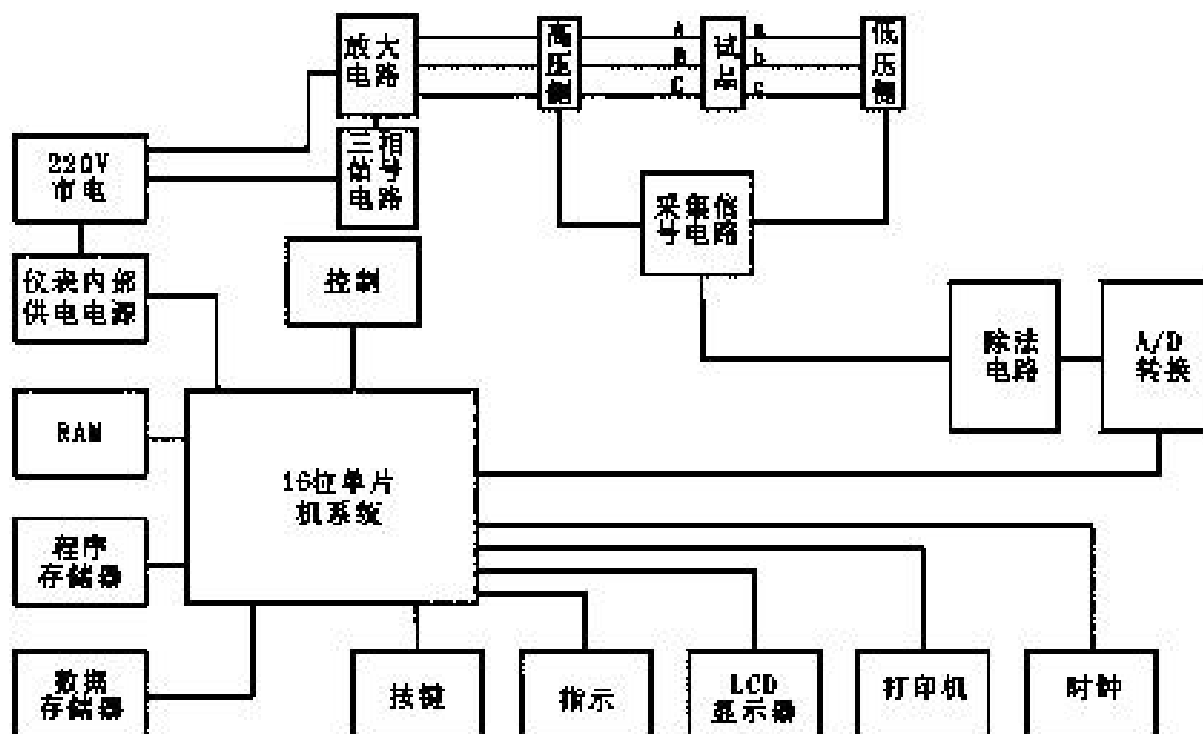 放大
电路
高
压
侧
A
B
C
试
品
a
b
c
低
压
侧
220V
市电
三相
信号
电路
采集信
号电路
仪表内部
供电电源
控制
除法
电路
A/D
转换
RAM
16位单片
机系统
程序
存储器
数据
存储器
按键
指示
LCD
显示器
打印机
时钟